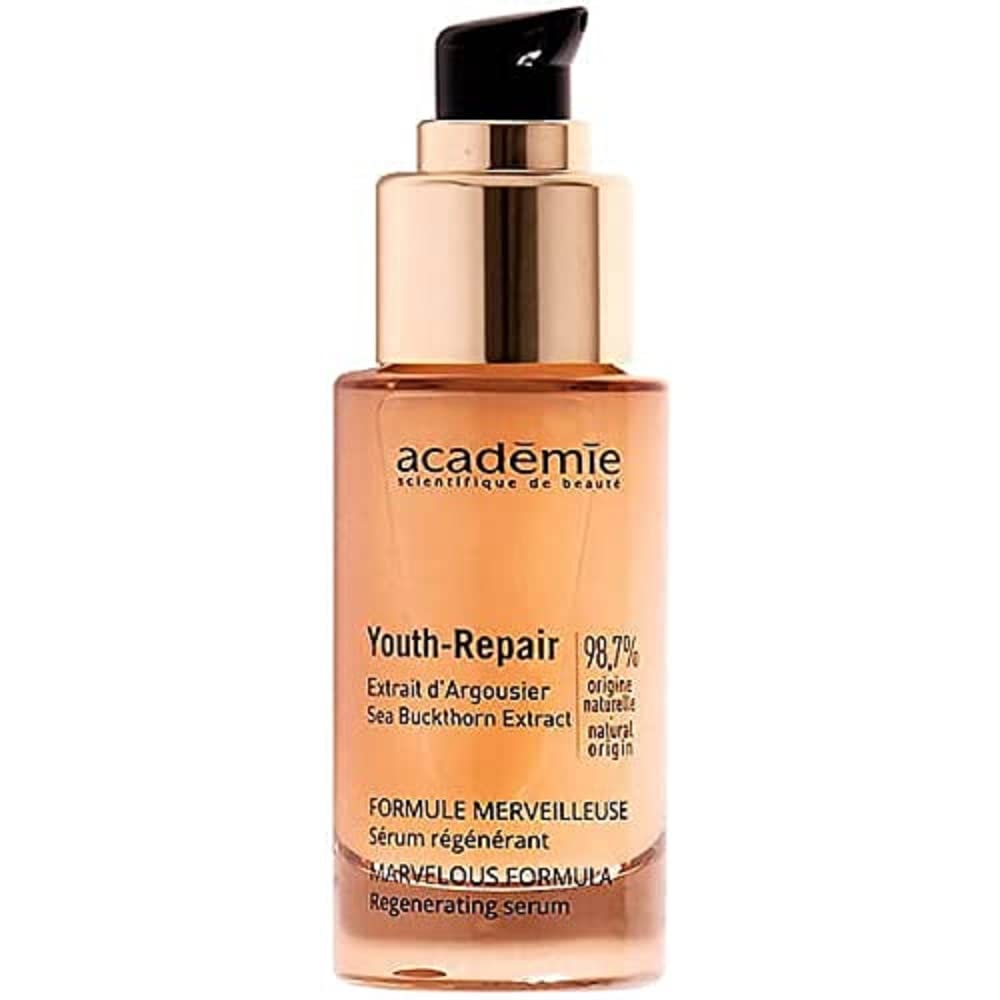 acadēmīe
scientifique de beauté
Youth-Repair
Extrait d'Argousier
Sea Buckthorn Extract
98,7%
origine
naturelle
natural
origin
FORMULE MERVEILLEUSE
Sérum régénérant
MARVELOUS FORMULA
Regenerating serum